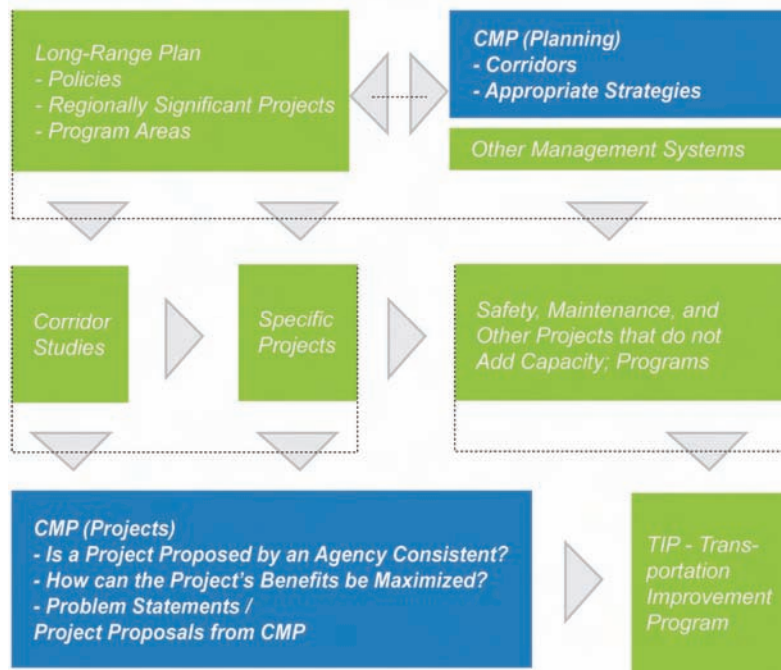 Long-Range Plan
- Policies
- Regionally Significant Projects
- Program Areas
CMP (Planning)
- Corridors
- Appropriate Strategies
Other Management Systems
Corridor
Studies
Specific
Projects
Safety, Maintenance, and
Other Projects that do not
Add Capacity; Programs
CMP (Projects)
- Is a Project Proposed by an Agency Consistent?
- How can the Project's Benefits be Maximized?
- Problem Statements /
Project Proposals from CMP
TIP - Trans-
portation
Improvement
Program